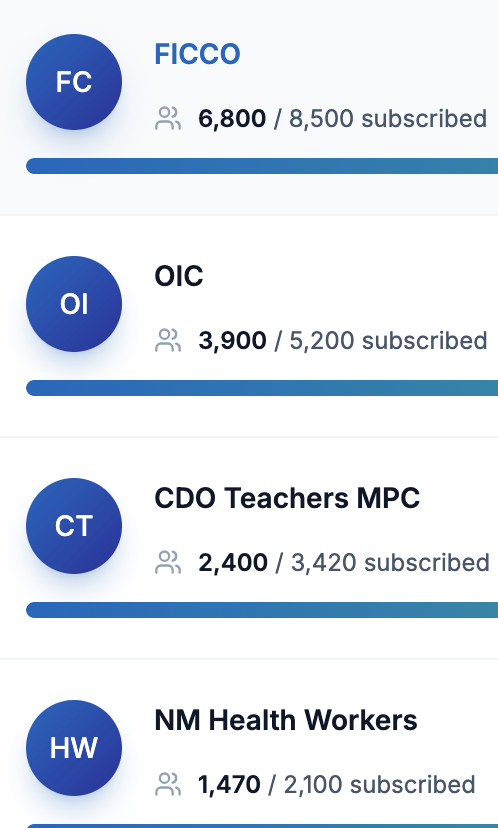 FC
FICCO
6,800 / 8,500 subscribed
OI
OIC
3,900 / 5,200 subscribed
CT
CDO Teachers MPC
2,400 / 3,420 subscribed
HW
NM Health Workers
1,470 / 2,100 subscribed